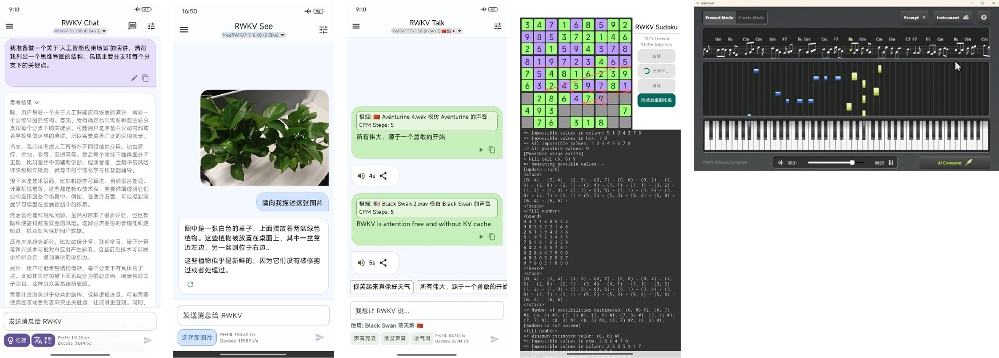 9:10
65
RWKV Chat
RWKV7-G1 1.5B (8 Gen 3)
我准备做一个关于'人工智能应用场景'的演讲，请帮
我列出一个思维导图的结构，包括主要分支和每个分
支下的关键点。
思考结果
嗯，用户想做一个关于人工智能应用场景的演讲，需要一
个思维导图的结构。首先，我得确定他们需要哪些主要分
支和每个分支下的关键点。可能用户是准备在公司内部或
者学校里做这样的演讲，所以需要覆盖广泛的应用场景。
首先，我应该考虑人工智能在不同领域的应用。比如医
疗、金融、教育、交通等等。然后每个领域下面再细分子
主题，比如医疗中的辅助诊断、健康管理，金融中的风险
评估和欺诈检测，教育中的个性化学习和智能辅导。
接下来是技术层面，比如机器学习算法、自然语言处理、
计算机视觉等。这些都是核心技术点，需要详细说明它们
如何应用到各个场景中。例如，在医疗方面，可以提到深
度学习模型在疾病诊断中的作用。
然后是伦理和隐私问题。虽然AI带来了很多好处，但也有
隐私泄露和数据安全的风险。这部分需要强调合规性和透
明度，以及如何保护用户数据。
还有未来趋势部分，比如边缘计算、联邦学习、量子计算
等新兴技术可能对AI应用产生影响。这些前沿技术可以展
示给听众看，增加演讲的吸引力。
另外，用户可能希望结构清晰，每个分支下有具体的子
点。比如在医疗领域下面再细分为辅助诊断、健康管理等
子项目。这样听众容易跟随思路。
需要注意避免过于复杂的结构，保持逻辑连贯。可能需要
使用图表或者列表来突出关键点，让演讲更直观。同时，
发送消息给 RWKV
推理
使用
中文
Prefill: 110.20 t/s
Decode: 31.84 t/s
16:50
96
RWKV See
ModRWKV7-V-0.4B (8 Elite)
请向我描述这张图片
图中是一张白色的桌子，上面摆放着两盆绿色
植物。这些植物被放置在桌面上，其中一盆靠
近左边，另一盆则位于右边。
这些植物似乎是新鲜的，因为它们没有被修剪
过或者处理过。
发送消息给 RWKV
选择新图片
Prefill: 190.65 t/s
Decode: 119.89 t/s
9:10
65
RWKV Talk
RWKV7 TTS 1.5B (8 Gen 3)
根据: Aventurine 4.wav 模仿 Aventurine 的声音
CFM Steps: 5
所有伟大，源于一个勇敢的开始
4s
根据: Black Swan 2.wav 模仿 Black Swan 的声音
CFM Steps: 5
RWKV is attention free and without KV cache.
5s
你笑起来真像好天气
所有伟大，源于一个勇敢的开始
我想让 RWKV 说...
使用: Black Swan 黑天鹅
声音克隆
预设声音
语气词
Prefill: 53.73 t/s
Decode: 32.44 t/s
3 4 7 1 6 8 5 9 2
9 8 5 3 7 2 1 4 6
2 6 1 5 9 4 3 7 8
8 1 9 7 2 3 4 6 5
7 5 4 8 1 6 2 3 9
6 3 2 4 5 9 7 8 1
2 8 6 4 7 9
4 9 3 7
7 6 3 1 8
RWKV Sudoku
7479 tokens
917.96 tokens/s
生成
思考中...
清除
隐藏思维链堆栈
=> Impossible values in column: 5 1 3 4 2 7 8
=> Impossible values in box: 7 8
=> All impossible values: 1 2 3 4 5 6 7 8
=> All possible values: 9
[Possible value exists]
> Fill cell (6, 6) 9
=> Remaining possible values: -
[update stack]
<stack>
(0, 4) - (2, 4) - (2, 3) - (2, 7) - (0, 6) - (0, 2) - (2,
6) - (2, 8) - (2, 1) - (3, 4) - (4, 1) - (1, 1) - (3, 2) -
(1, 2) - (1, 0) - (3, 3) - (3, 5) - (3, 1) - (3, 0) - (3,
8) - (3, 7) - (5, 1) - (5, 5) - (5, 3) - (5, 6) - (5, 8) -
(6, 4) - (6, 6) -
</stack>
</fill number>
<board>
3 4 7 1 6 8 5 9 2
9 8 5 3 7 2 1 4 6
2 6 1 5 9 4 3 7 8
8 1 9 7 2 3 4 6 5
7 5 4 8 1 6 2 3 9
6 3 2 4 5 9 7 8 1
0 2 8 6 4 7 9 0 0
4 9 3 0 0 0 0 0 7
0 7 6 0 3 1 8 0 0
</board>
<stack>
(0, 4) - (2, 4) - (2, 3) - (2, 7) - (0, 6) - (0, 2) - (2,
6) - (2, 8) - (2, 1) - (3, 4) - (4, 1) - (1, 1) - (3, 2) -
(1, 2) - (1, 0) - (3, 3) - (3, 5) - (3, 1) - (3, 0) - (3,
8) - (3, 7) - (5, 1) - (5, 5) - (5, 3) - (5, 6) - (5, 8) -
(6, 4) - (6, 6) -
</stack>
=> Number of possibilities (estimate): (6, 0) #2, (6, 7)
#2, (6, 8) #1, (7, 3) #1, (7, 4) #1, (7, 5) #1, (7, 6) #1,
(7, 7) #3, (8, 0) #1, (8, 3) #2, (8, 7) #2, (8, 8) #1,
[Sudoku is not solved]
<fill number>
=> Mininun estimated value: (6, 8) #1,
=> Impossible values in row: 2 8 6 4 7 9
=> Impossible values in column: 2 6 8 5 9 1 7
rwkvmusic
Prompt Mode
Create Mode
Prompt
Instrument
Gm B♭ Cm Cm Gm F7 B♭ Gm Cm F7 B♭ Gm Cm Gm C7 F7 E♭ Cm B♭ Gm Cm
RWKV AI Music Composer
00:31
00:25
AI Compose